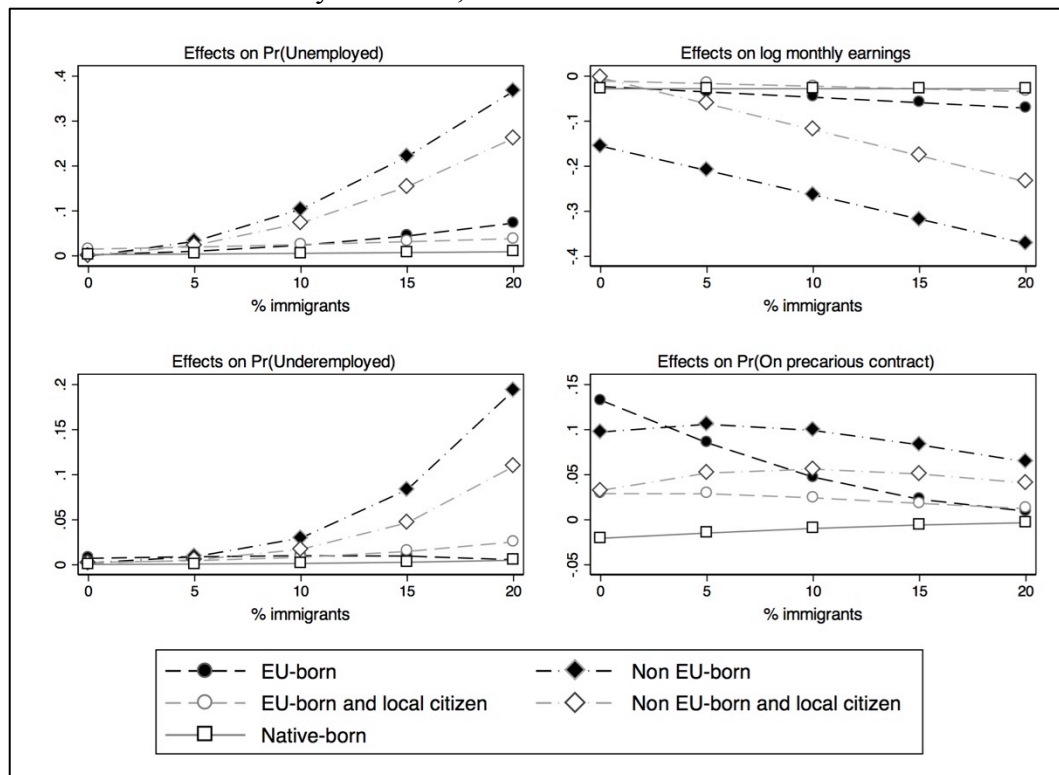 Effects on Pr(Unemployed)
.4
.3
.2
.1
0
0 5 10 15 20
% immigrants
Effects on log monthly earnings
0
-.1
-.2
-.3
-.4
0 5 10 15 20
% immigrants
Effects on Pr(Underemployed)
.2
.15
.1
.05
0
0 5 10 15 20
% immigrants
Effects on Pr(On precarious contract)
.15
.1
.05
0
-.05
0 5 10 15 20
% immigrants
EU-born
Non EU-born
EU-born and local citizen
Non EU-born and local citizen
Native-born